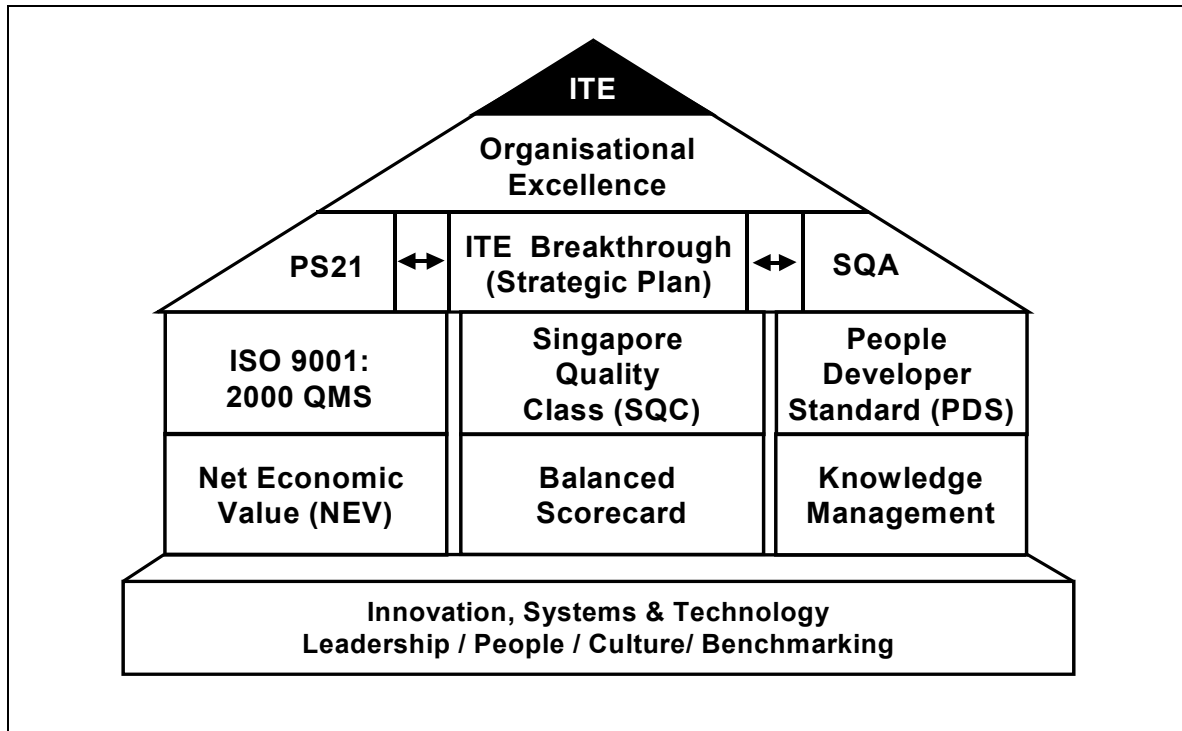 ITE
Organisational
Excellence
PS21
ITE Breakthrough
(Strategic Plan)
SQA
ISO 9001:
2000 QMS
Singapore
Quality
Class (SQC)
People
Developer
Standard (PDS)
Net Economic
Value (NEV)
Balanced
Scorecard
Knowledge
Management
Innovation, Systems & Technology
Leadership / People / Culture/ Benchmarking